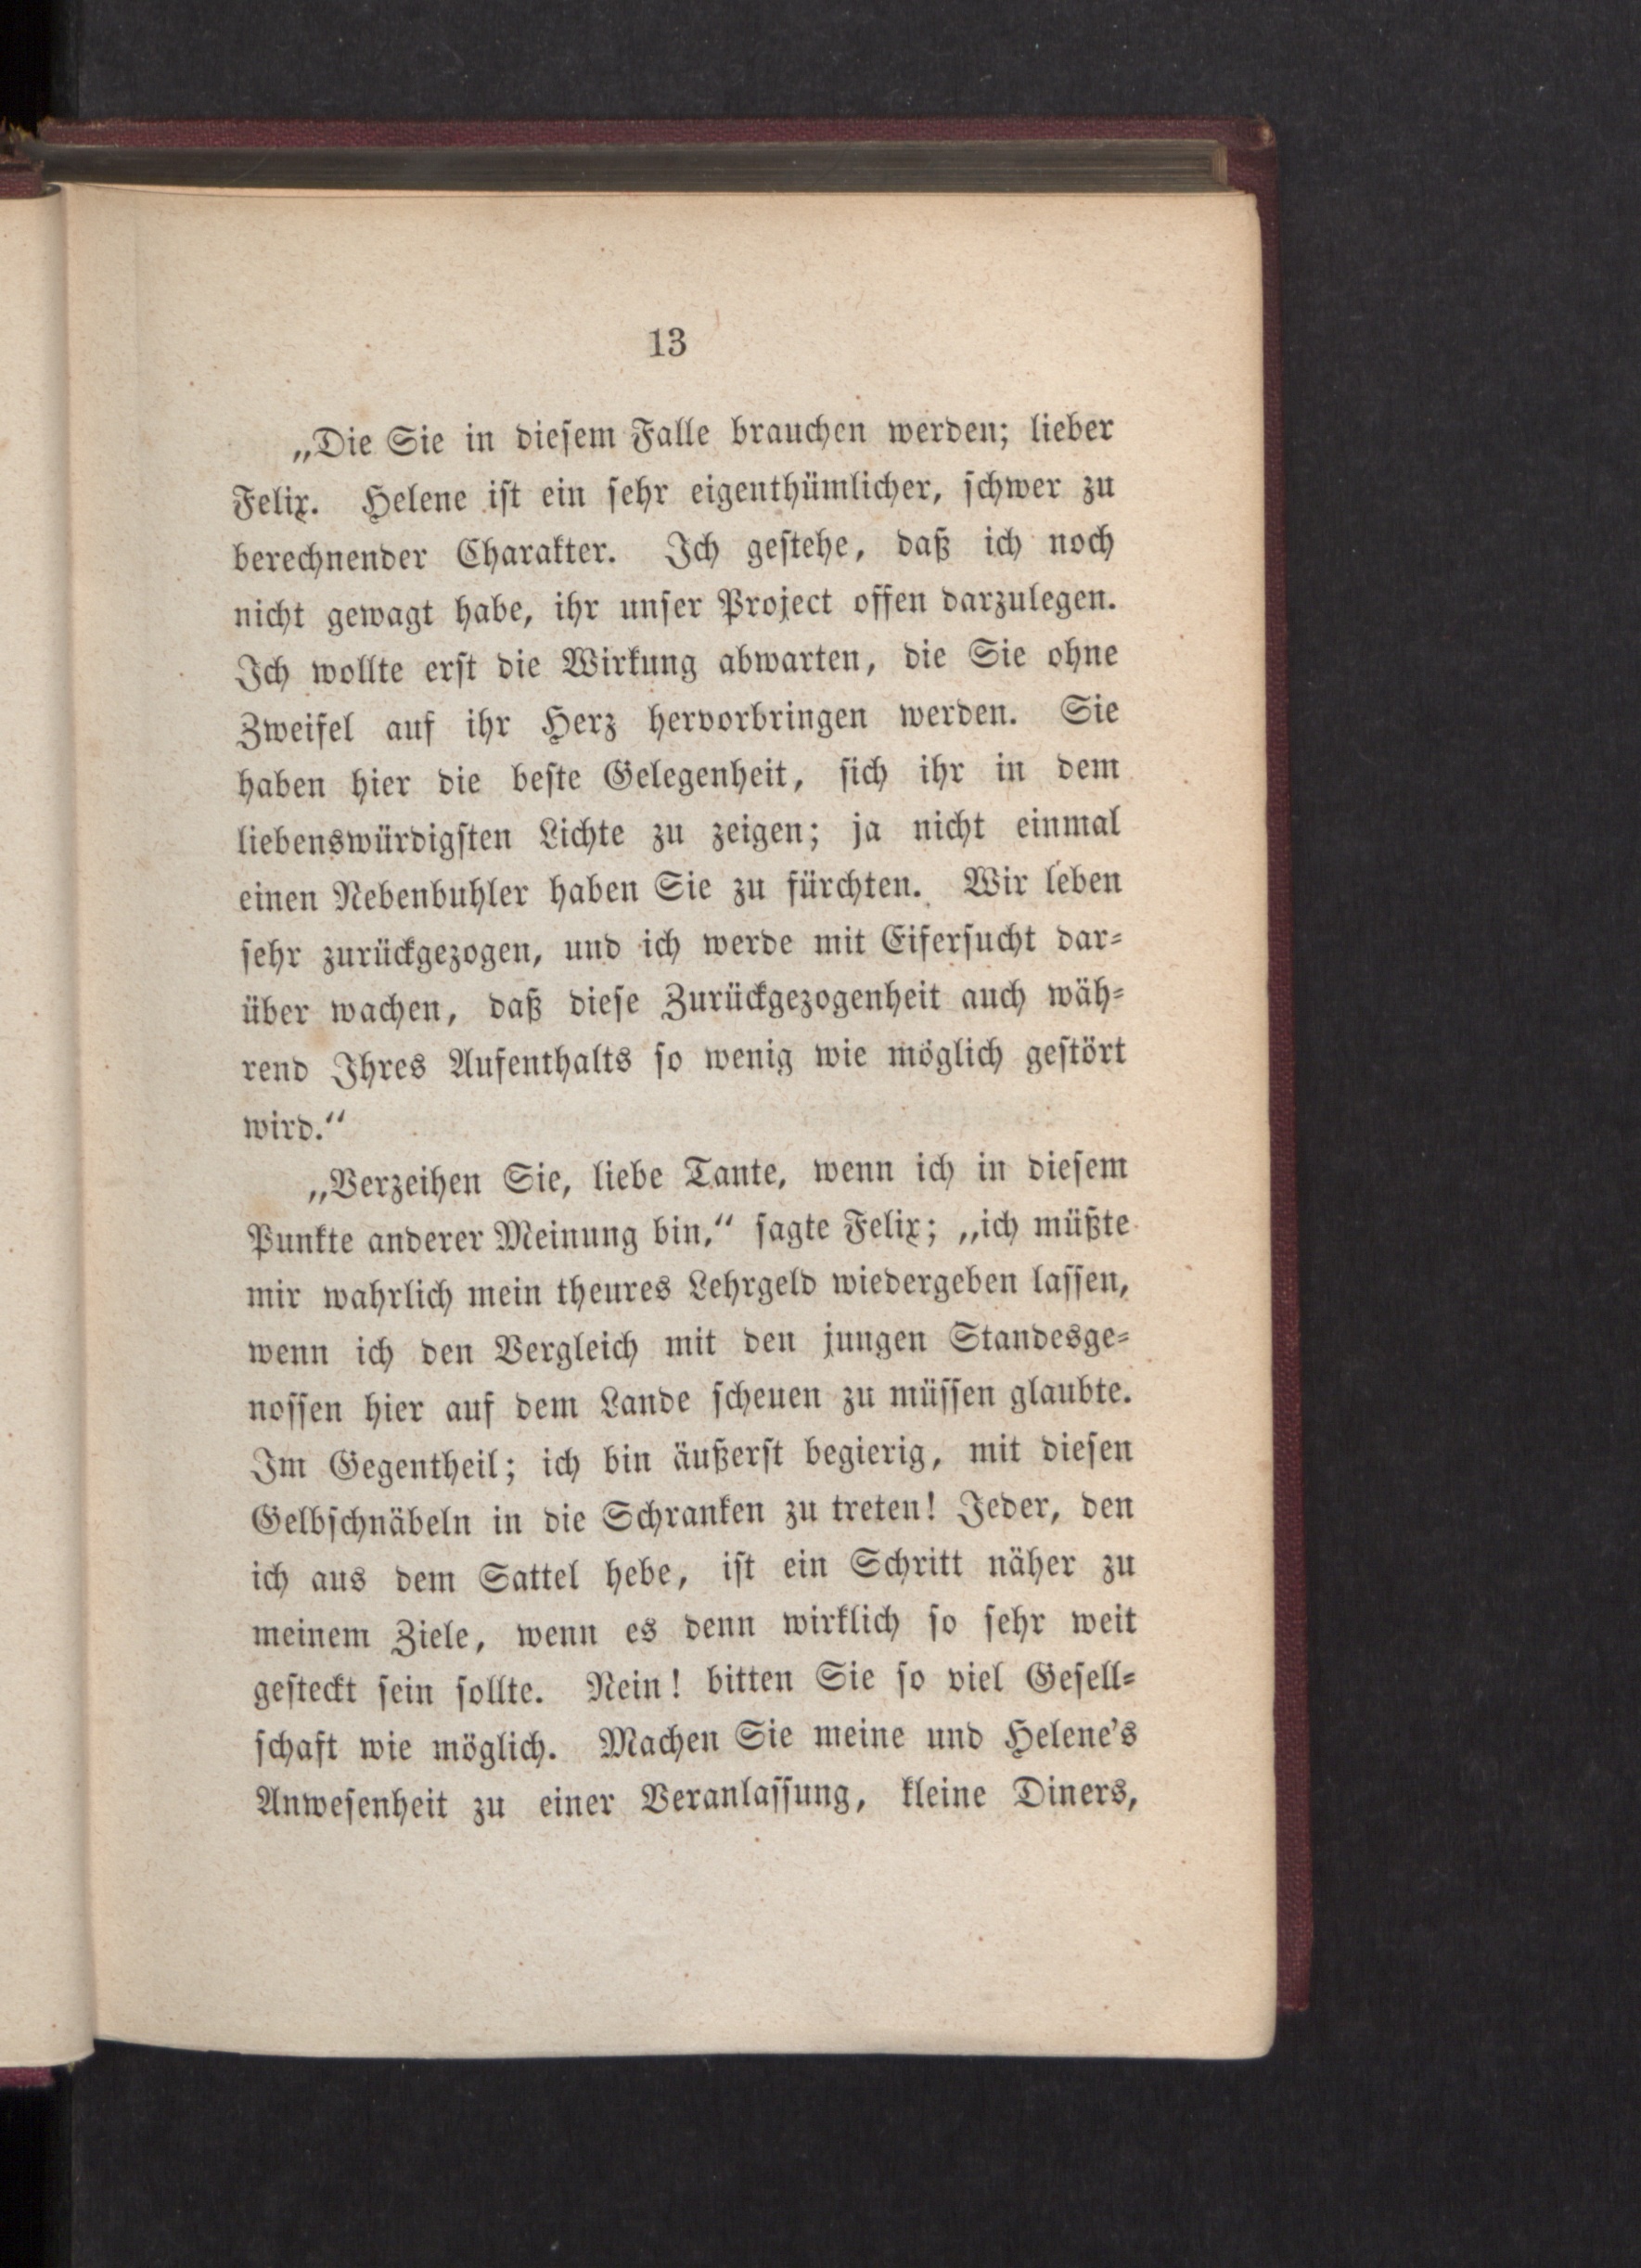 13
„Die Sie in diesem Falle brauchen werden; lieber
Felix. Helene ist ein sehr eigenthümlicher, schwer zu
berechnender Charakter. Ich gestehe, daß ich noch
nicht gewagt habe, ihr unser Project offen darzulegen.
Ich wollte erst die Wirkung abwarten, die Sie ohne
Zweifel auf ihr Herz hervorbringen werden. Sie
haben hier die beste Gelegenheit, sich ihr in dem
liebenswürdigsten Lichte zu zeigen; ja nicht einmal
einen Nebenbuhler haben Sie zu fürchten. Wir leben
sehr zurückgezogen, und ich werde mit Eifersucht dar-
über wachen, daß diese Zurückgezogenheit auch wäh-
rend Ihres Aufenthalts so wenig wie möglich gestört
wird.“
„Verzeihen Sie, liebe Tante, wenn ich in diesem
Punkte anderer Meinung bin,“ sagte Felix; „ich müßte
mir wahrlich mein theures Lehrgeld wiedergeben lassen,
wenn ich den Vergleich mit den jungen Standesge-
nossen hier auf dem Lande scheuen zu müssen glaubte.
Im Gegentheil; ich bin äußerst begierig, mit diesen
Gelbschnäbeln in die Schranken zu treten! Jeder, den
ich aus dem Sattel hebe, ist ein Schritt näher zu
meinem Ziele, wenn es denn wirklich so sehr weit
gesteckt sein sollte. Nein! bitten Sie so viel Gesell-
schaft wie möglich. Machen Sie meine und Helene's
Anwesenheit zu einer Veranlassung, kleine Diners,